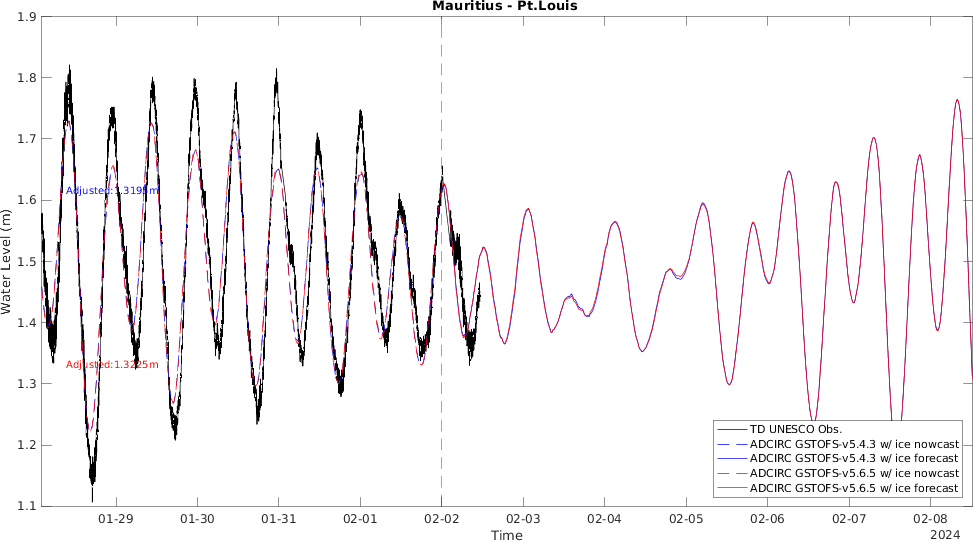 Mauritius - Pt.Louis
1.9
1.8
1.7
1.6
1.5
1.4
1.3
1.2
1.1
Water Level (m)
Adjusted:1.3195m
Adjusted:1.3225m
TD UNESCO Obs.
ADCIRC GSTOFS-v5.4.3 w/ ice nowcast
ADCIRC GSTOFS-v5.4.3 w/ ice forecast
ADCIRC GSTOFS-v5.6.5 w/ ice nowcast
ADCIRC GSTOFS-v5.6.5 w/ ice forecast
01-29 01-30 01-31 02-01 02-02 02-03 02-04 02-05 02-06 02-07 02-08
Time
2024